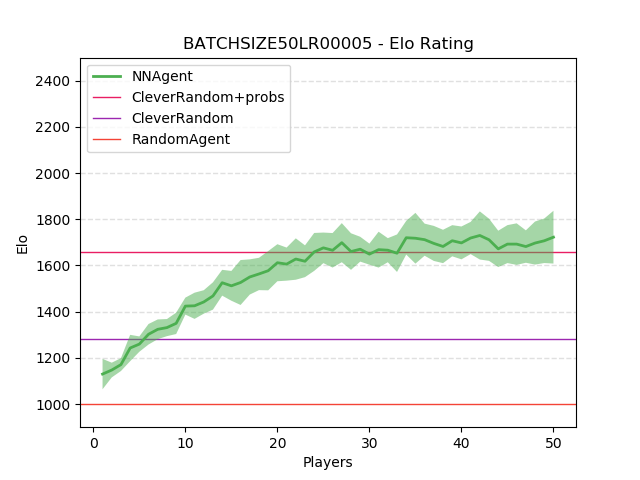 BATCHSIZE50LR00005 - Elo Rating
NNAgent
CleverRandom+probs
CleverRandom
RandomAgent
2400
2200
2000
1800
1600
1400
1200
1000
Elo
0 10 20 30 40 50
Players